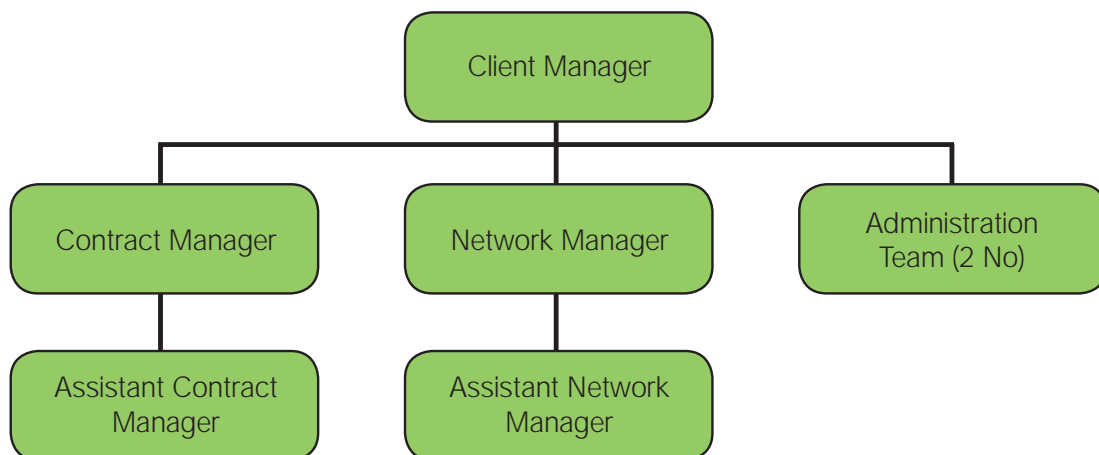 Client Manager
Contract Manager
Network Manager
Administration
Team (2 No)
Assistant Contract
Manager
Assistant Network
Manager